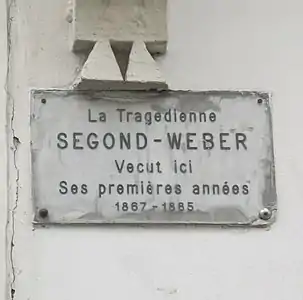 La Tragedienne
SEGOND-WEBER
Vecut ici
Ses premières années
1867-1885